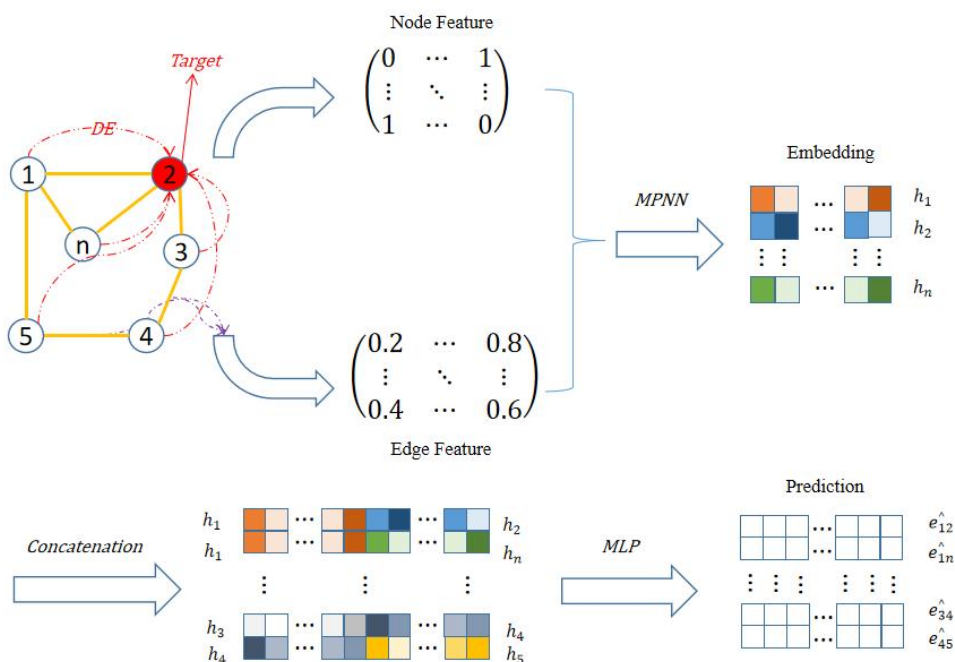 Node Feature
Target
0 ⋯ 1
⋮ ⋱ ⋮
1 ⋯ 0
DE
1
2
n
3
5
4
MPNN
Embedding
⋯ h₁
⋯ h₂
⋮ ⋮ ⋮ ⋮
⋯ hₙ
0.2 ⋯ 0.8
⋮ ⋱ ⋮
0.4 ⋯ 0.6
Edge Feature
Concatenation
h₁ ⋯ ⋯ h₂
h₁ ⋯ ⋯ hₙ
⋮ ⋮ ⋮
h₃ ⋯ ⋯ h₄
h₄ ⋯ ⋯ h₅
MLP
Prediction
⋯ ê₁₂
⋯ ê₁ₙ
⋮ ⋮ ⋮ ⋮ ⋮ ⋮
⋯ ê₃₄
⋯ ê₄₅